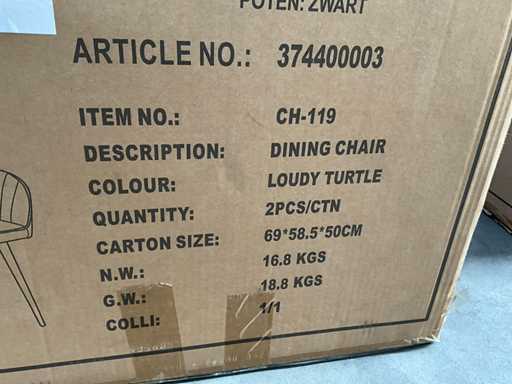 POTEN: ZWART
ARTICLE NO.: 374400003
ITEM NO.: CH-119
DESCRIPTION: DINING CHAIR
COLOUR: LOUDY TURTLE
QUANTITY: 2PCS/CTN
CARTON SIZE: 69*58.5*50CM
N.W.: 16.8 KGS
G.W.: 18.8 KGS
COLLI: 1/1